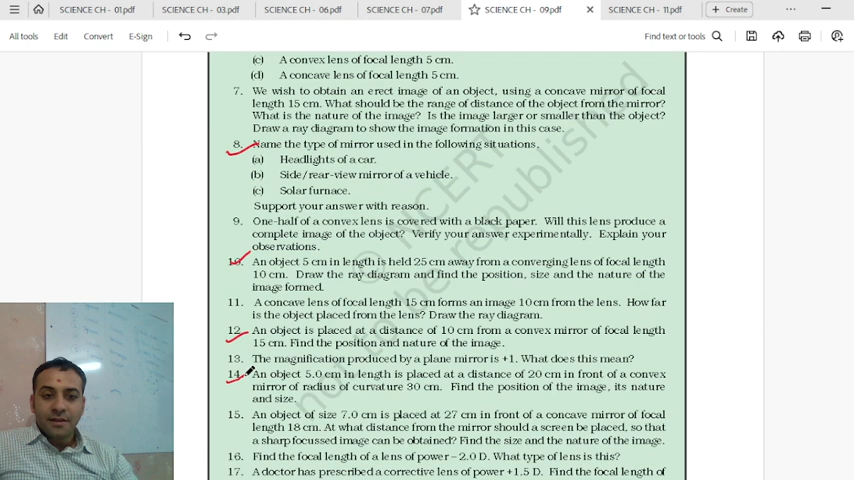 SCIENCE CH - 01.pdf SCIENCE CH - 03.pdf SCIENCE CH - 06.pdf SCIENCE CH - 07.pdf SCIENCE CH - 09.pdf SCIENCE CH - 11.pdf Create
All tools Edit Convert E-Sign Find text or tools
(c) A convex lens of focal length 5 cm.
(d) A concave lens of focal length 5 cm.
7. We wish to obtain an erect image of an object, using a concave mirror of focal
length 15 cm. What should be the range of distance of the object from the mirror?
What is the nature of the image? Is the image larger or smaller than the object?
Draw a ray diagram to show the image formation in this case.
8. Name the type of mirror used in the following situations.
(a) Headlights of a car.
(b) Side/rear-view mirror of a vehicle.
(c) Solar furnace.
Support your answer with reason.
9. One-half of a convex lens is covered with a black paper. Will this lens produce a
complete image of the object? Verify your answer experimentally. Explain your
observations.
10. An object 5 cm in length is held 25 cm away from a converging lens of focal length
10 cm. Draw the ray diagram and find the position, size and the nature of the
image formed.
11. A concave lens of focal length 15 cm forms an image 10 cm from the lens. How far
is the object placed from the lens? Draw the ray diagram.
12. An object is placed at a distance of 10 cm from a convex mirror of focal length
15 cm. Find the position and nature of the image.
13. The magnification produced by a plane mirror is +1. What does this mean?
14. An object 5.0 cm in length is placed at a distance of 20 cm in front of a convex
mirror of radius of curvature 30 cm. Find the position of the image, its nature
and size.
15. An object of size 7.0 cm is placed at 27 cm in front of a concave mirror of focal
length 18 cm. At what distance from the mirror should a screen be placed, so that
a sharp focussed image can be obtained? Find the size and the nature of the image.
16. Find the focal length of a lens of power – 2.0 D. What type of lens is this?
17. A doctor has prescribed a corrective lens of power +1.5 D. Find the focal length of
© NCERT
not to be republished